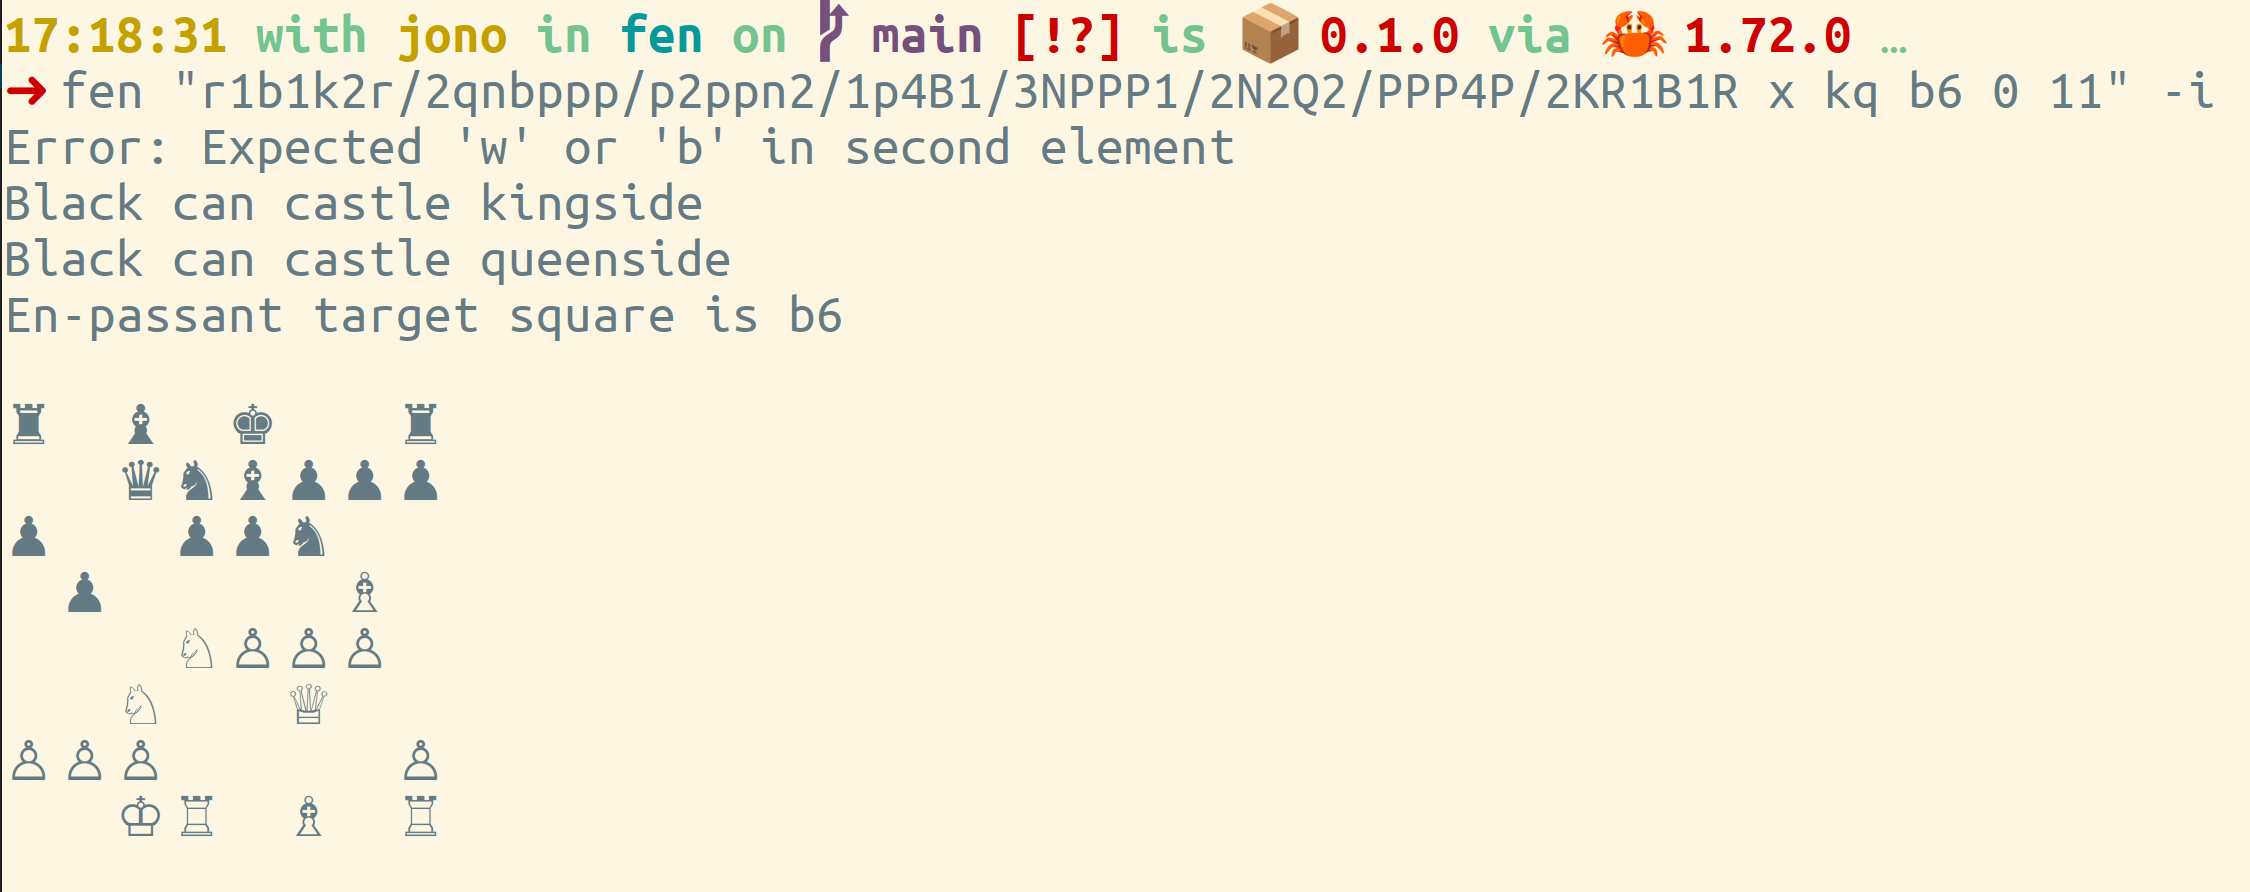 17:18:31 with jono in fen on main [!?] is 📦 0.1.0 via 🦀 1.72.0 …
➜ fen "r1b1k2r/2qnbppp/p2ppn2/1p4B1/3NPPP1/2N2Q2/PPP4P/2KR1B1R x kq b6 0 11" -i
Error: Expected 'w' or 'b' in second element
Black can castle kingside
Black can castle queenside
En-passant target square is b6
♜ ♝ ♚ ♜
♛♞♝♟♟♟
♟ ♟♟♞
♟ ♗
♘♙♙♙
♘ ♕
♙♙♙ ♙
♔♖ ♗ ♖